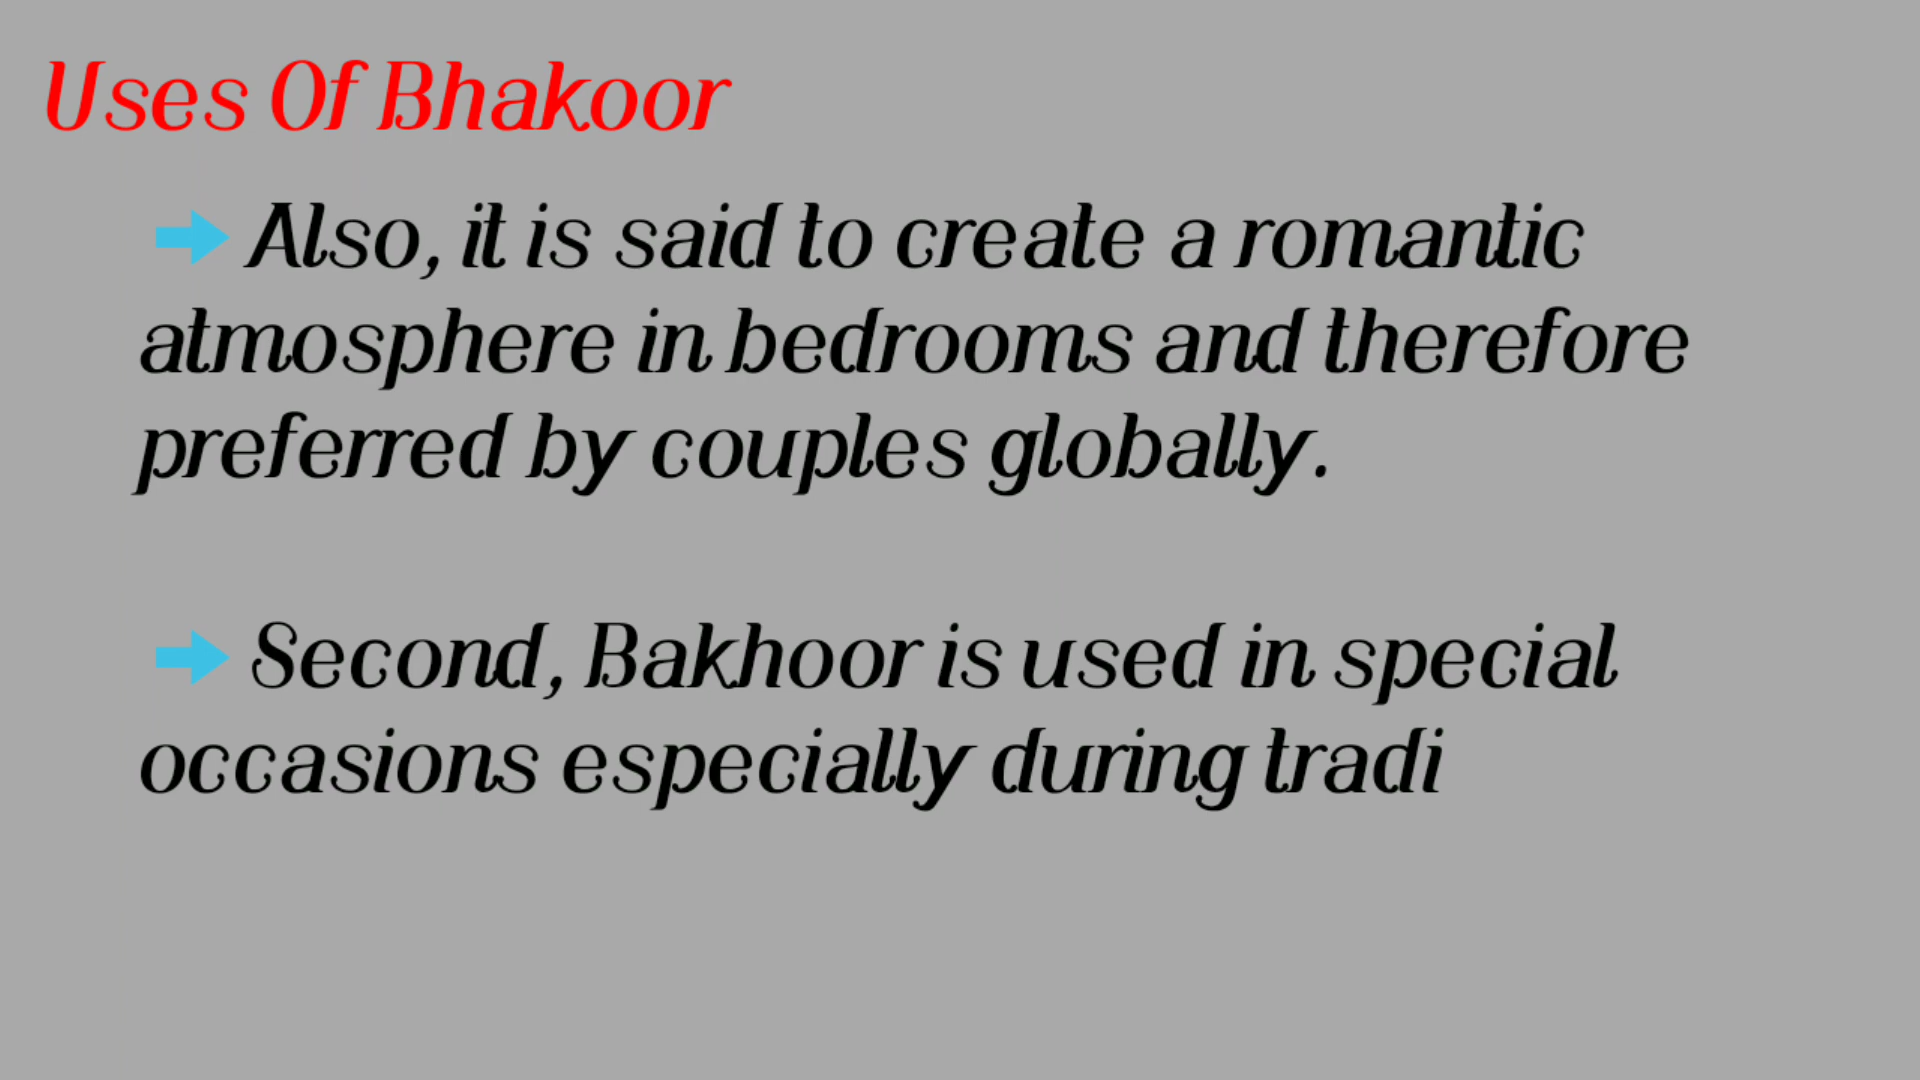 Uses Of Bhakoor
Also, it is said to create a romantic
atmosphere in bedrooms and therefore
preferred by couples globally.
Second, Bakhoor is used in special
occasions especially during tradi